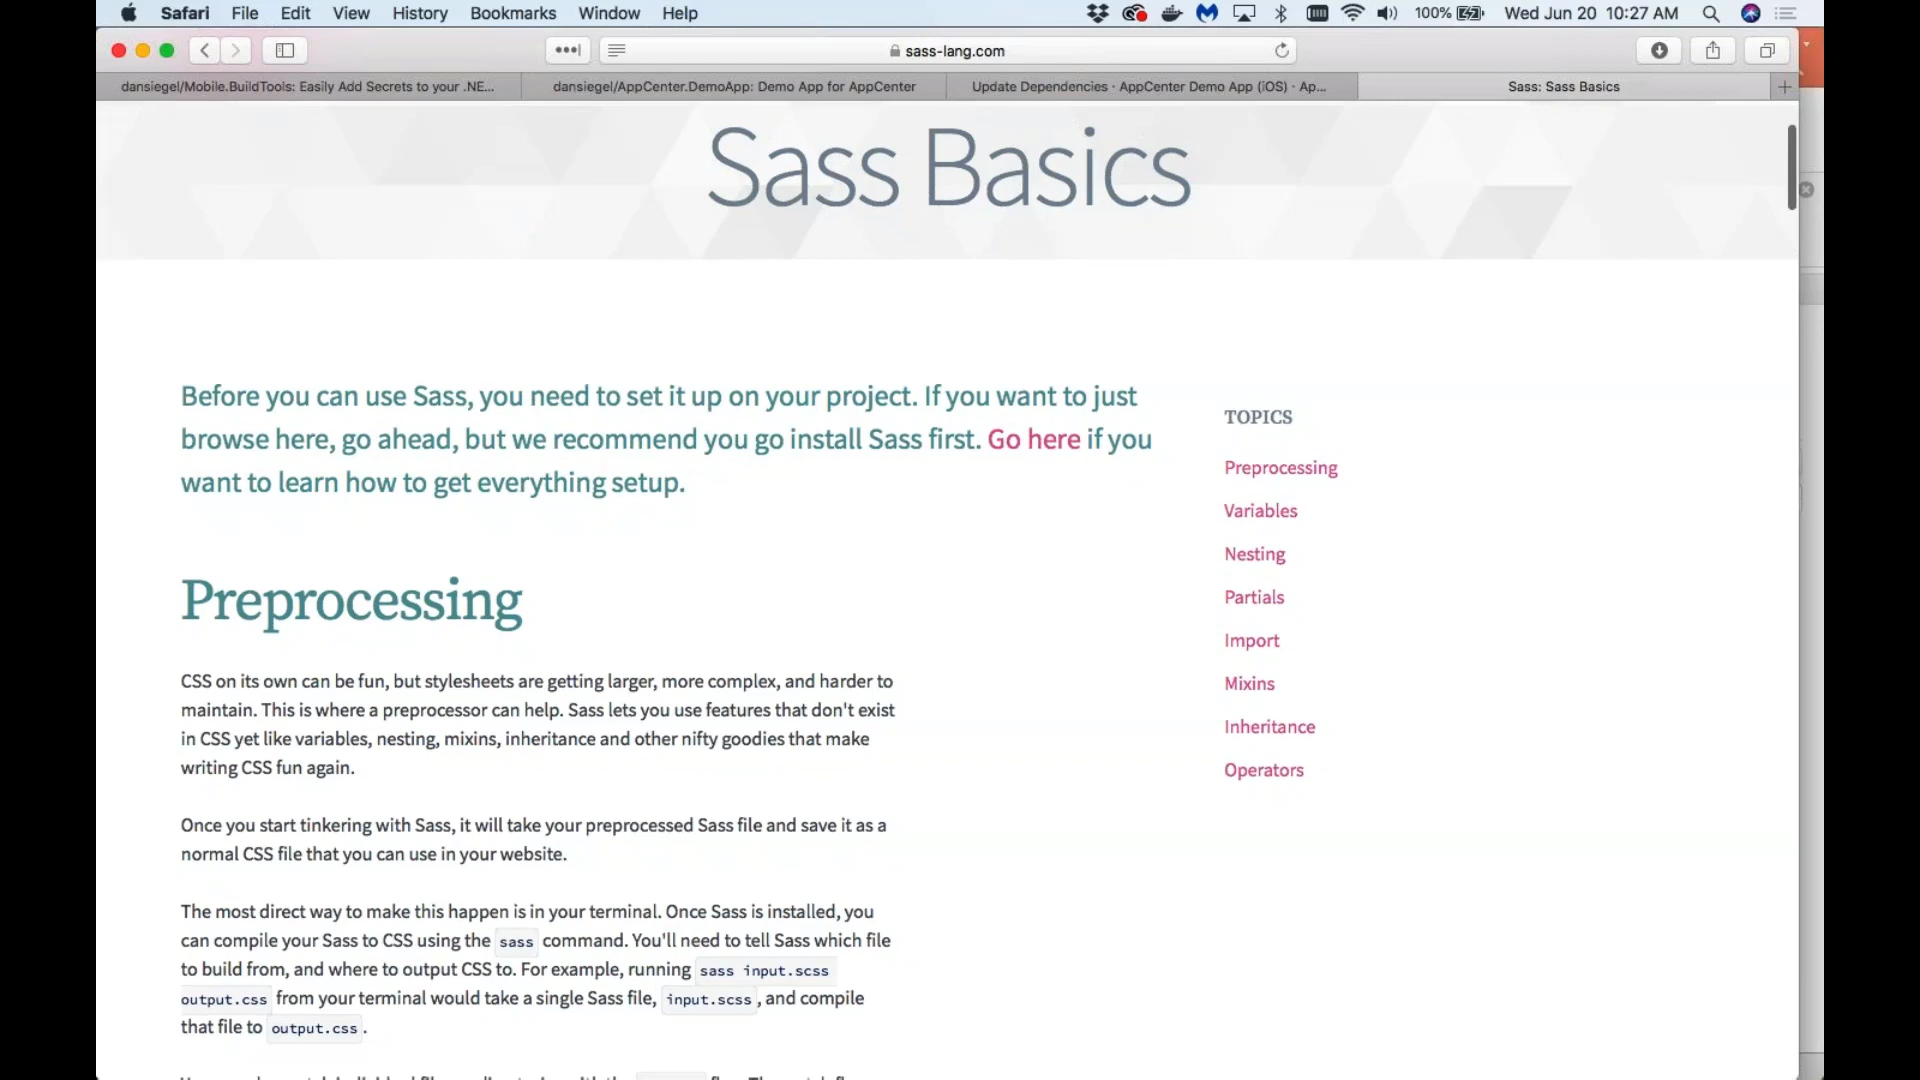 Safari File Edit View History Bookmarks Window Help 100% Wed Jun 20 10:27 AM
sass-lang.com
dansiegel/Mobile.BuildTools: Easily Add Secrets to your .NE... dansiegel/AppCenter.DemoApp: Demo App for AppCenter Update Dependencies · AppCenter Demo App (iOS) · Ap... Sass: Sass Basics
Sass Basics
Before you can use Sass, you need to set it up on your project. If you want to just
browse here, go ahead, but we recommend you go install Sass first. Go here if you
want to learn how to get everything setup.
TOPICS
Preprocessing
Variables
Nesting
Partials
Import
Mixins
Inheritance
Operators
Preprocessing
CSS on its own can be fun, but stylesheets are getting larger, more complex, and harder to
maintain. This is where a preprocessor can help. Sass lets you use features that don't exist
in CSS yet like variables, nesting, mixins, inheritance and other nifty goodies that make
writing CSS fun again.
Once you start tinkering with Sass, it will take your preprocessed Sass file and save it as a
normal CSS file that you can use in your website.
The most direct way to make this happen is in your terminal. Once Sass is installed, you
can compile your Sass to CSS using the sass command. You'll need to tell Sass which file
to build from, and where to output CSS to. For example, running sass input.scss
output.css from your terminal would take a single Sass file, input.scss, and compile
that file to output.css.